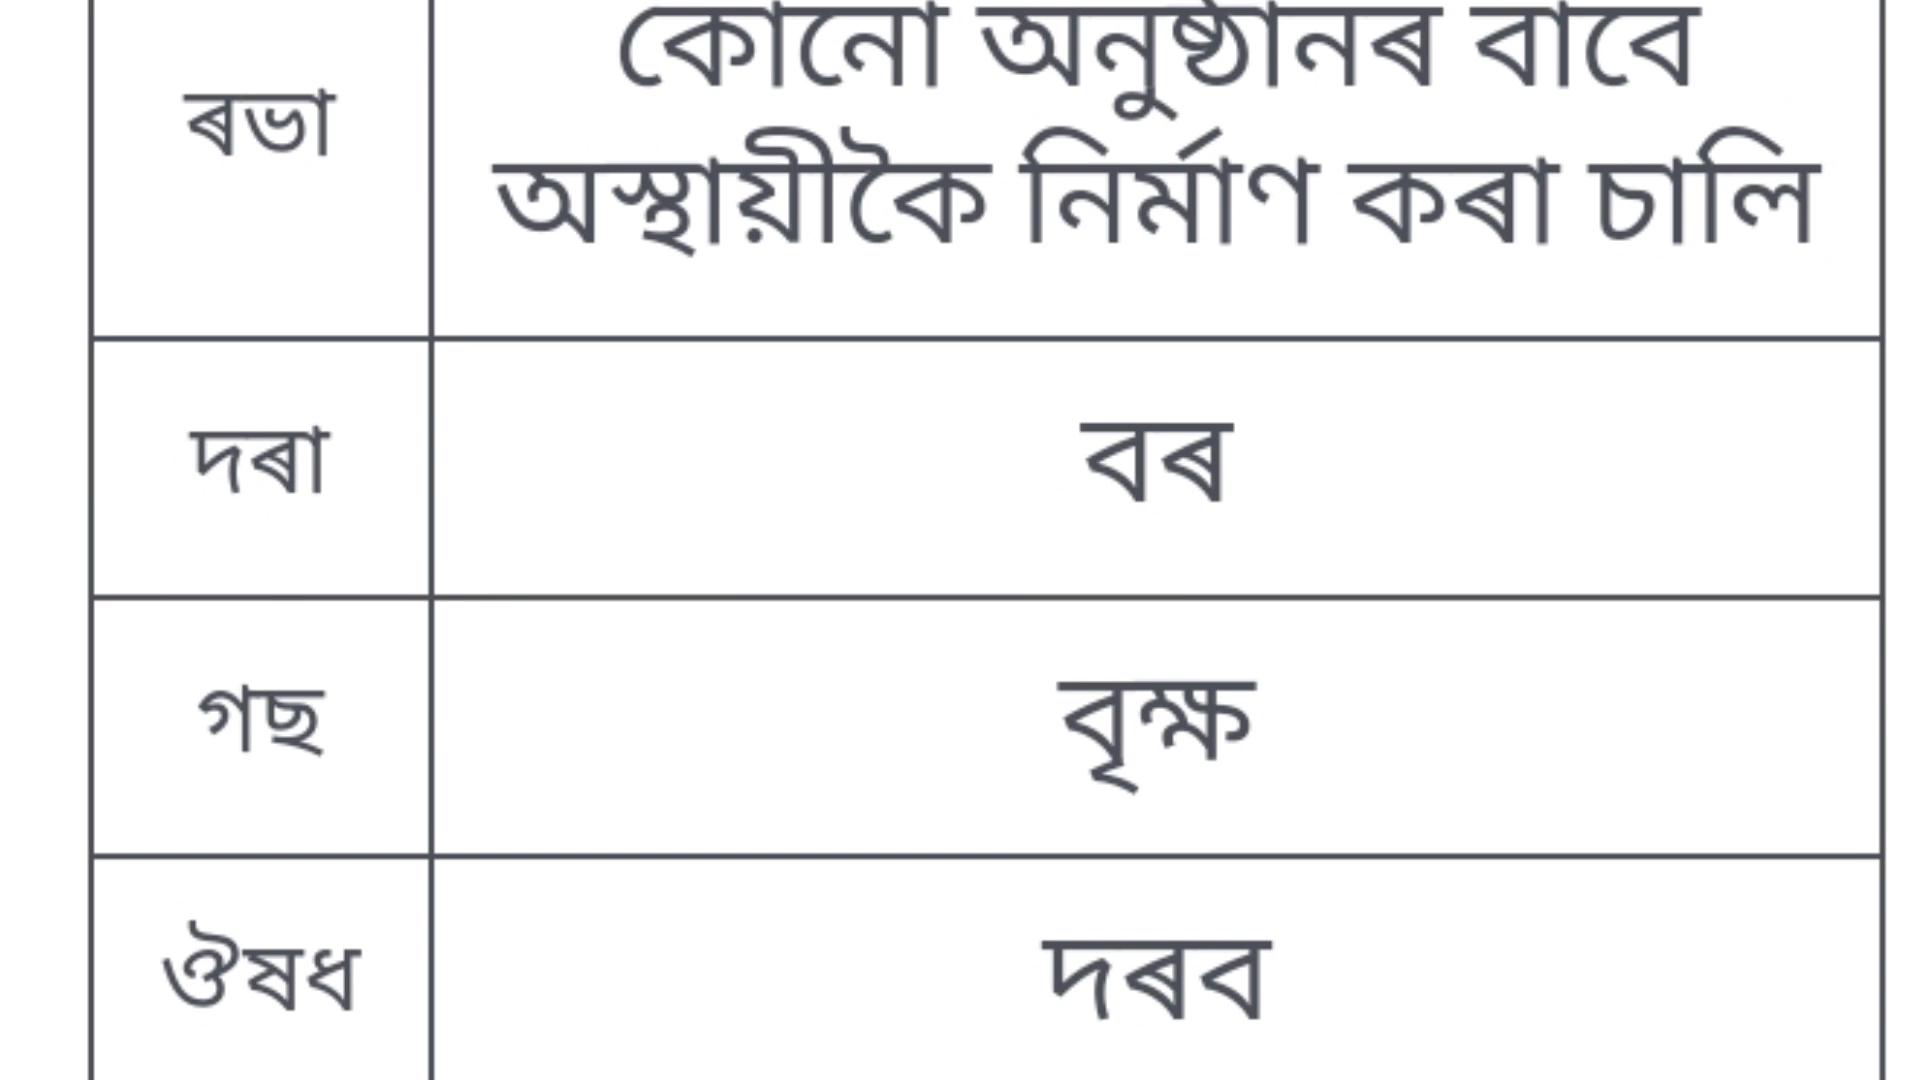 কোনো অনুষ্ঠানৰ বাবে
ৰভা
অস্থায়ীকৈ নিৰ্মাণ কৰা চালি
দৰা
বৰ
গছ
বৃক্ষ
ঔষধ
দৰব